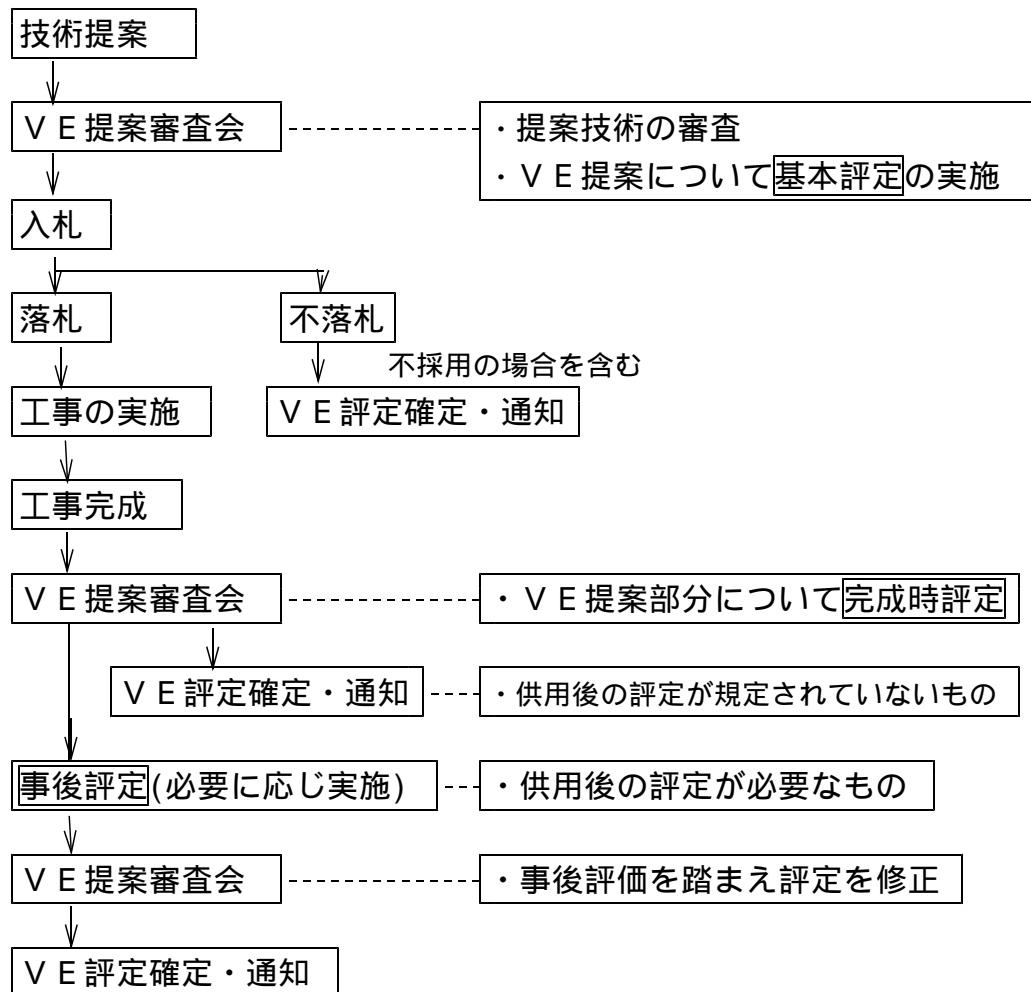 技術提案
ＶＥ提案審査会
・提案技術の審査
・ＶＥ提案について基本評定の実施
入札
落札
不落札
不採用の場合を含む
工事の実施
ＶＥ評定確定・通知
工事完成
ＶＥ提案審査会
・ＶＥ提案部分について完成時評定
ＶＥ評定確定・通知
・供用後の評定が規定されていないもの
事後評定(必要に応じ実施)
・供用後の評定が必要なもの
ＶＥ提案審査会
・事後評価を踏まえ評定を修正
ＶＥ評定確定・通知